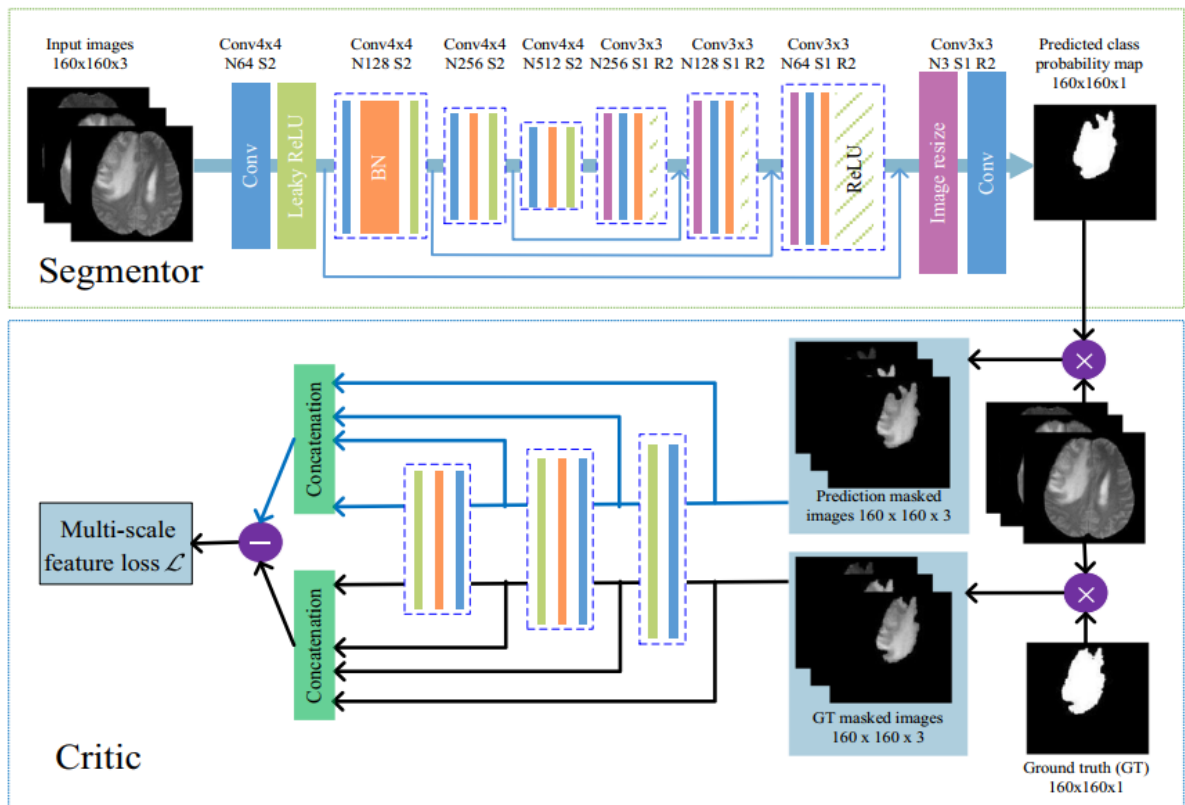 Input images
160x160x3
Conv4x4
N64 S2
Conv4x4
N128 S2
Conv4x4
N256 S2
Conv4x4
N512 S2
Conv3x3
N256 S1 R2
Conv3x3
N128 S1 R2
Conv3x3
N64 S1 R2
Conv3x3
N3 S1 R2
Predicted class
probability map
160x160x1
Conv
Leaky ReLU
BN
ReLU
Image resize
Conv
Segmentor
×
Concatenation
Prediction masked
images 160 x 160 x 3
Multi-scale
feature loss ℒ
−
×
Concatenation
GT masked images
160 x 160 x 3
Critic
Ground truth (GT)
160x160x1